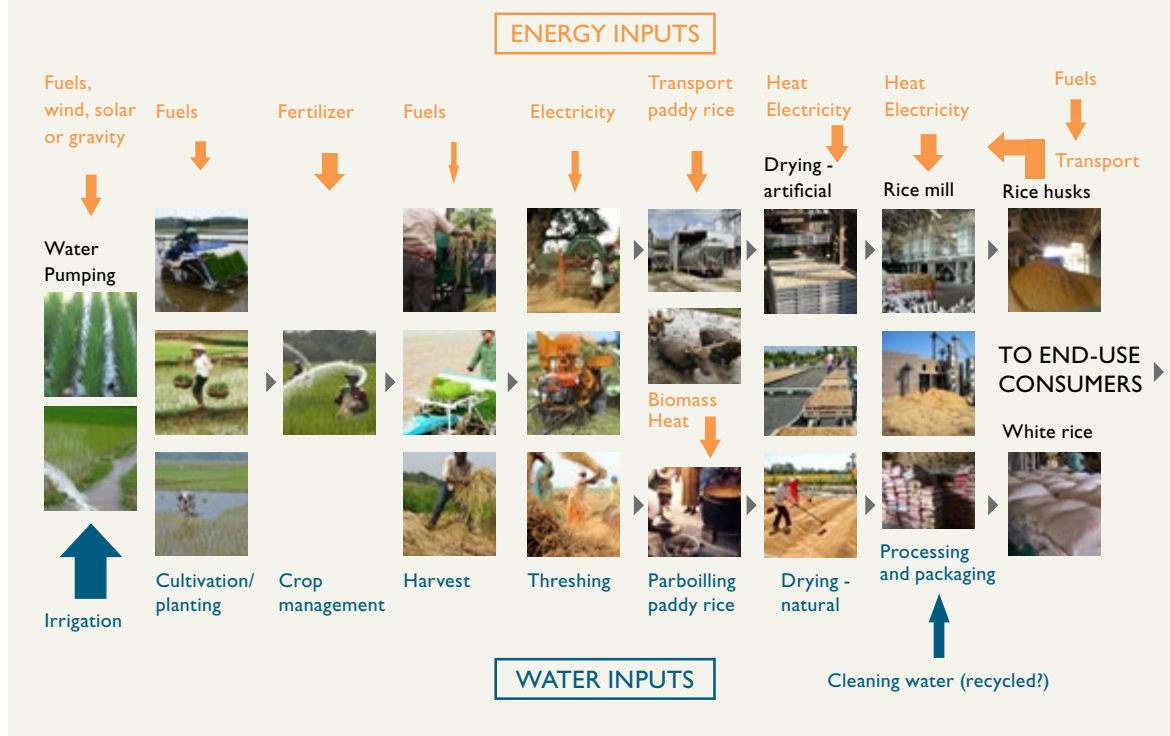 ENERGY INPUTS
Fuels,
wind, solar
or gravity
Fuels
Fertilizer
Fuels
Electricity
Transport
paddy rice
Heat
Electricity
Heat
Electricity
Fuels
Transport
Water
Pumping
Drying -
artificial
Rice mill
Rice husks
Biomass
Heat
TO END-USE
CONSUMERS
White rice
Irrigation
Cultivation/
planting
Crop
management
Harvest
Threshing
Parboilling
paddy rice
Drying -
natural
Processing
and packaging
WATER INPUTS
Cleaning water (recycled?)